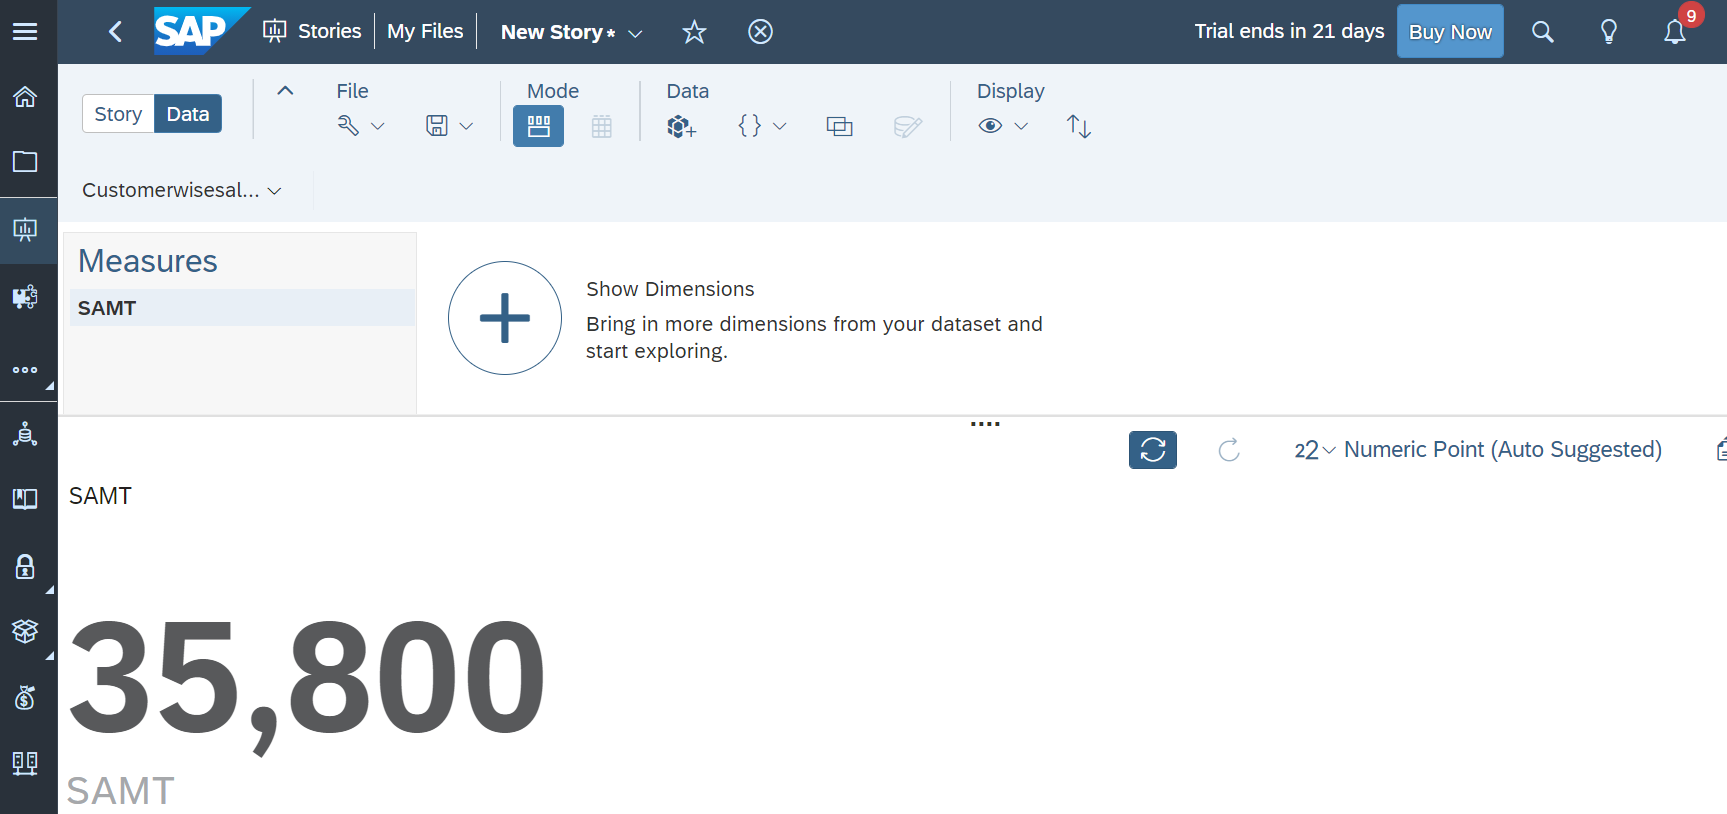 SAP Stories My Files New Story* Trial ends in 21 days Buy Now 9
File Mode Data Display
Story Data
Customerwisesal...
Measures
SAMT
Show Dimensions
Bring in more dimensions from your dataset and
start exploring.
22 Numeric Point (Auto Suggested)
SAMT
35,800
SAMT